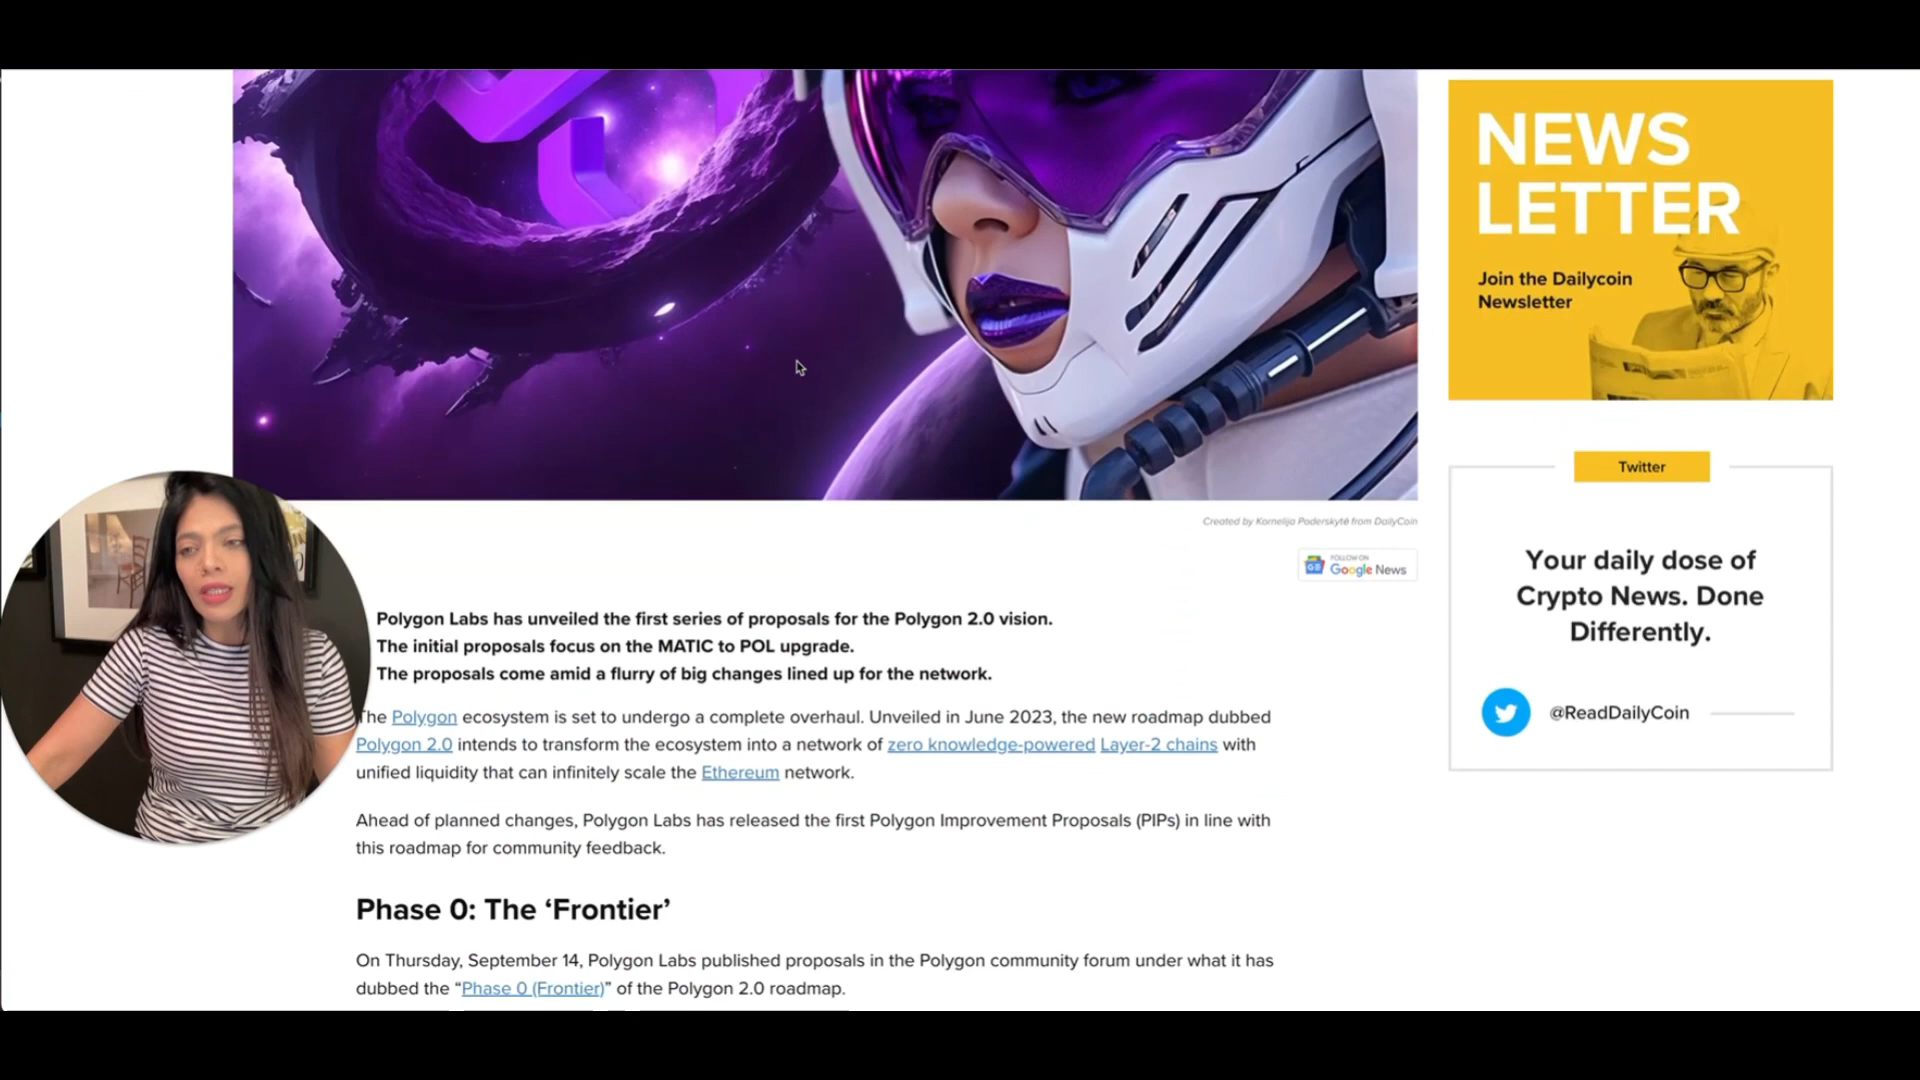 NEWS
LETTER
Join the Dailycoin
Newsletter
Created by Kornelija Poderskytė from DailyCoin
FOLLOW ON
Google News
Polygon Labs has unveiled the first series of proposals for the Polygon 2.0 vision.
The initial proposals focus on the MATIC to POL upgrade.
The proposals come amid a flurry of big changes lined up for the network.
The Polygon ecosystem is set to undergo a complete overhaul. Unveiled in June 2023, the new roadmap dubbed
Polygon 2.0 intends to transform the ecosystem into a network of zero knowledge-powered Layer-2 chains with
unified liquidity that can infinitely scale the Ethereum network.
Ahead of planned changes, Polygon Labs has released the first Polygon Improvement Proposals (PIPs) in line with
this roadmap for community feedback.
Phase 0: The ‘Frontier’
On Thursday, September 14, Polygon Labs published proposals in the Polygon community forum under what it has
dubbed the “Phase 0 (Frontier)” of the Polygon 2.0 roadmap.
Twitter
Your daily dose of
Crypto News. Done
Differently.
@ReadDailyCoin